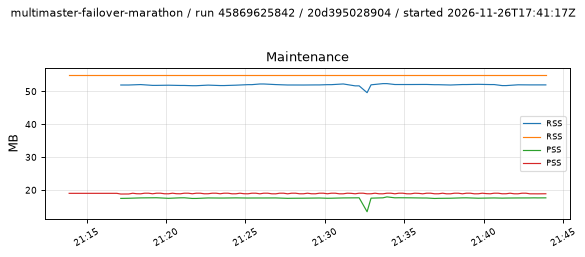 multimaster-failover-marathon / run 45869625842 / 20d395028904 / started 2026-11-26T17:41:17Z
Maintenance
MB
50
40
30
20
RSS
RSS
PSS
PSS
21:15
21:20
21:25
21:30
21:35
21:40
21:45